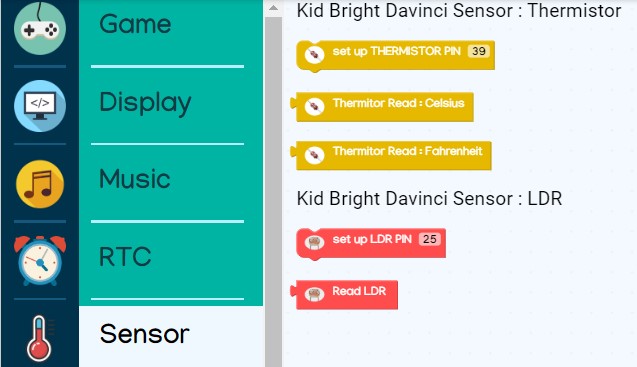 Game
Display
</>
Music
RTC
Sensor
Kid Bright Davinci Sensor : Thermistor
set up THERMISTOR PIN 39
Thermitor Read : Celsius
Thermitor Read : Fahrenheit
Kid Bright Davinci Sensor : LDR
set up LDR PIN 25
Read LDR